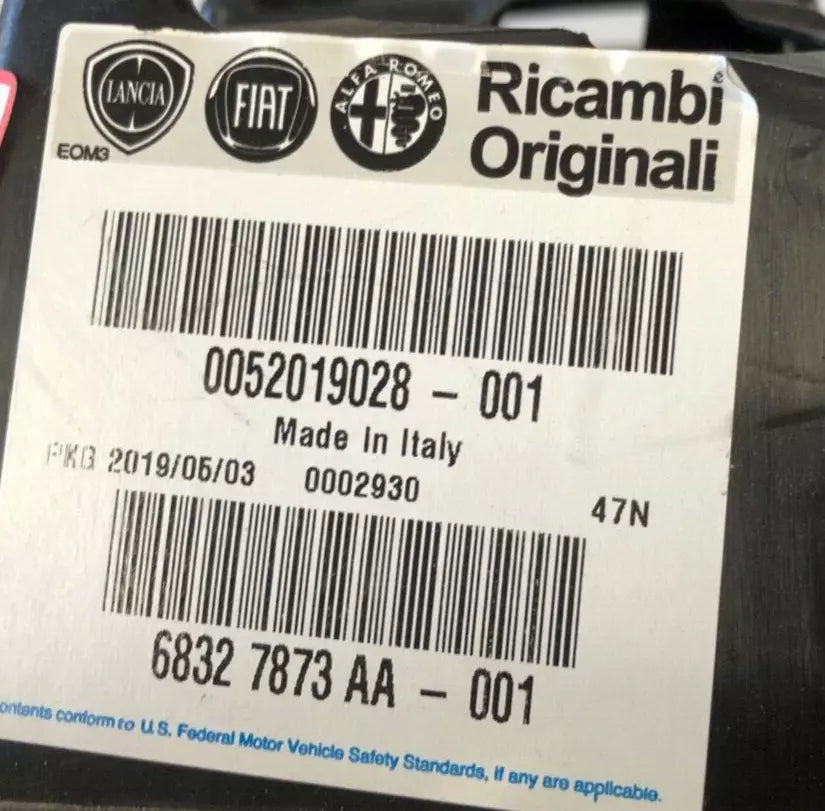 LANCIA
FIAT
ALFA ROMEO
Ricambi
Originali
EOM3
0052019028 - 001
Made In Italy
PKG 2019/05/03 0002930 47N
6832 7873 AA - 001
ontents conform to U.S. Federal Motor Vehicle Safety Standards, if any are applicable.